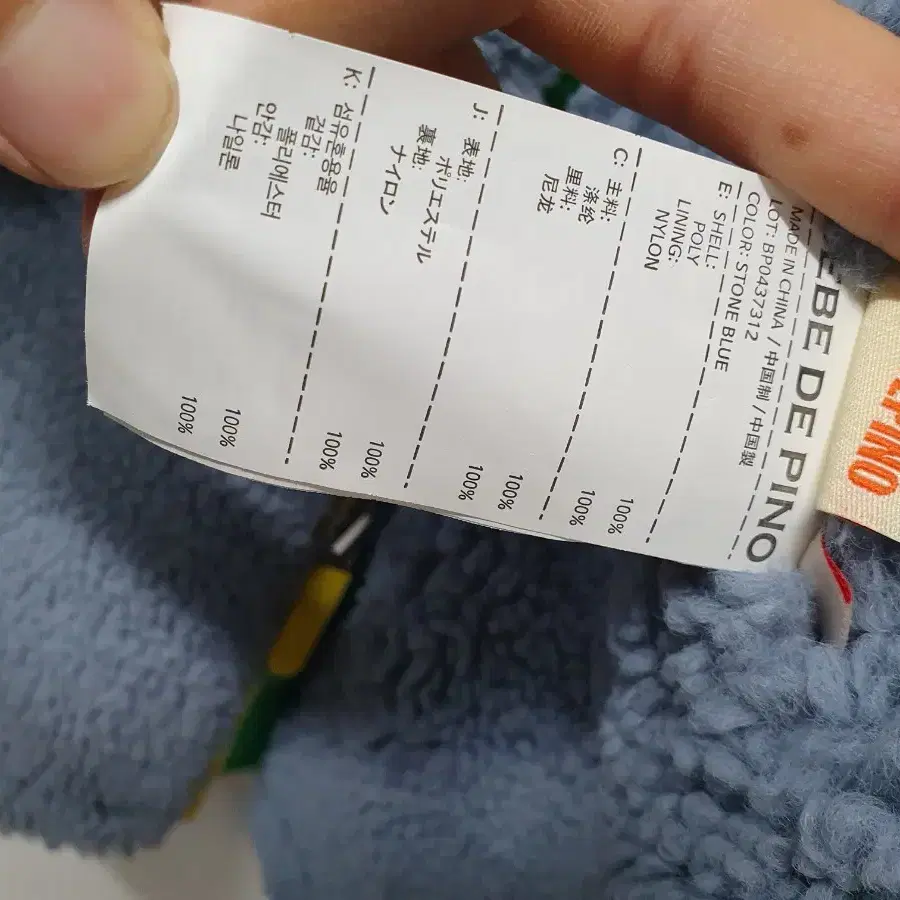 EBE DE PINO
MADE IN CHINA / 中国制 / 中国製
LOT: BP0437312
COLOR: STONE BLUE
E: SHELL:
POLY 100%
LINING:
NYLON 100%
C: 主料:
涤纶 100%
里料:
尼龙 100%
J: 表地:
ポリエステル 100%
裏地:
ナイロン 100%
K: 섬유혼용율
겉감:
폴리에스터 100%
안감:
나일론 100%
EPINO